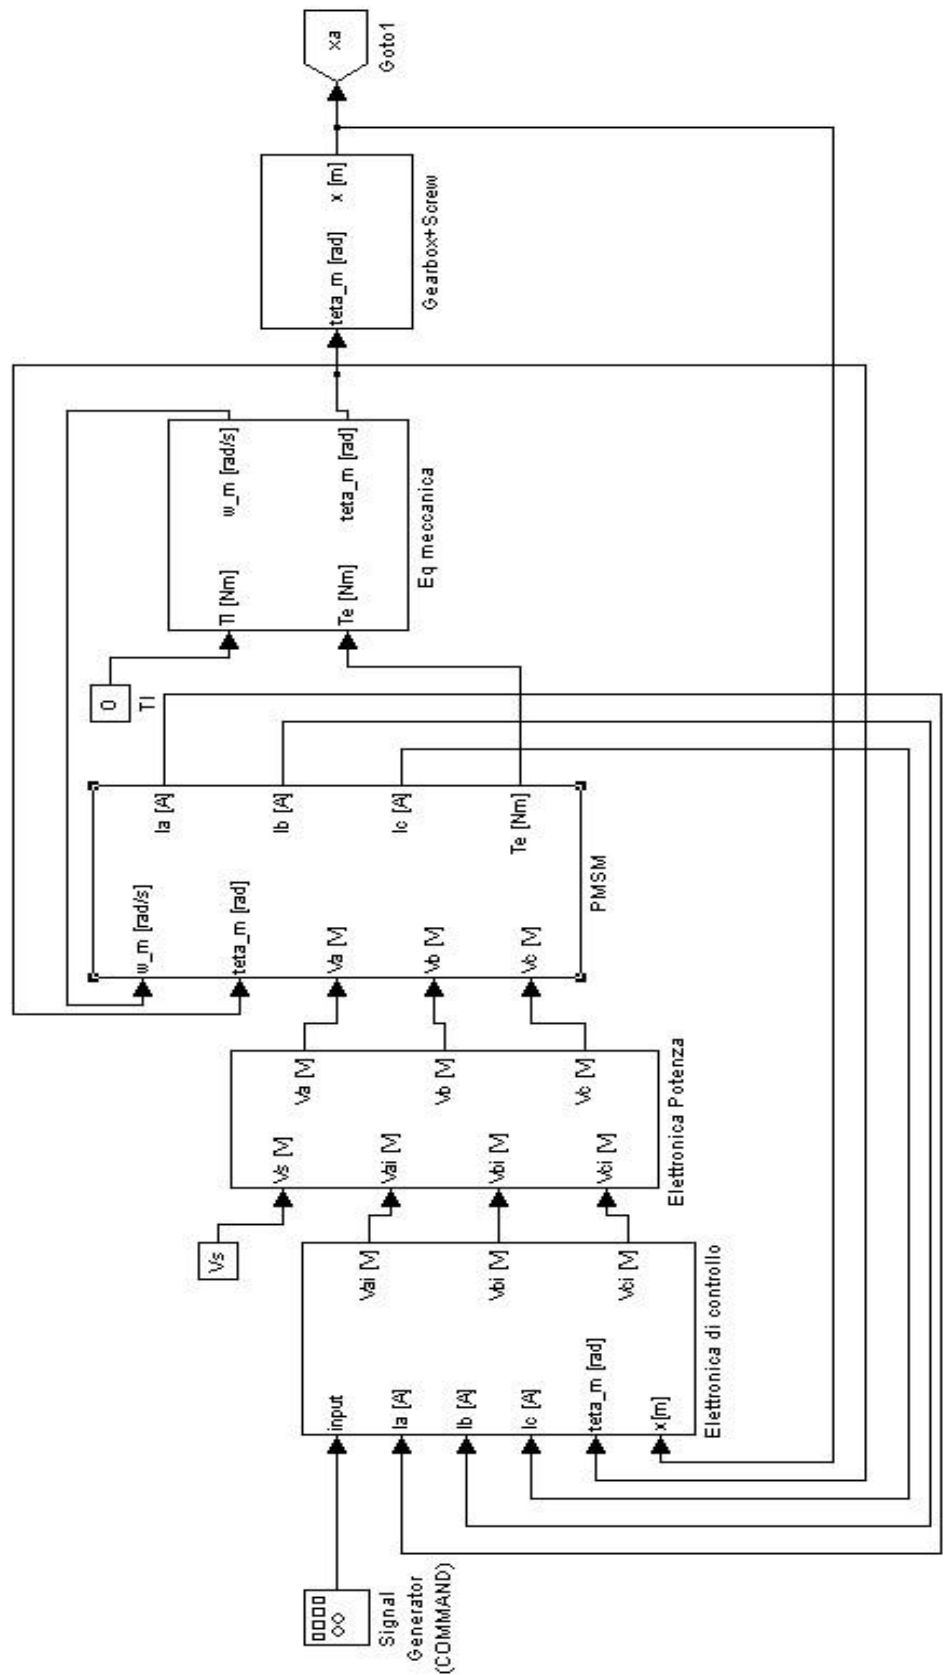 Signal
Generator
(COMMAND)
input
Ia [A]
Ib [A]
Ic [A]
teta_m [rad]
x[m]
Vai [V]
Vbi [V]
Vci [V]
Elettronica di controllo
Vs
Vs [V]
Vai [V]
Vbi [V]
Vci [V]
Va [V]
Vb [V]
Vc [V]
Elettronica Potenza
w_m [rad/s]
teta_m [rad]
Va [V]
Vb [V]
Vc [V]
Ia [A]
Ib [A]
Ic [A]
Te [Nm]
PMSM
0
Tl
Tl [Nm]
Te [Nm]
w_m [rad/s]
teta_m [rad]
Eq meccanica
teta_m [rad]
x [m]
Gearbox+Screw
xa
Goto1